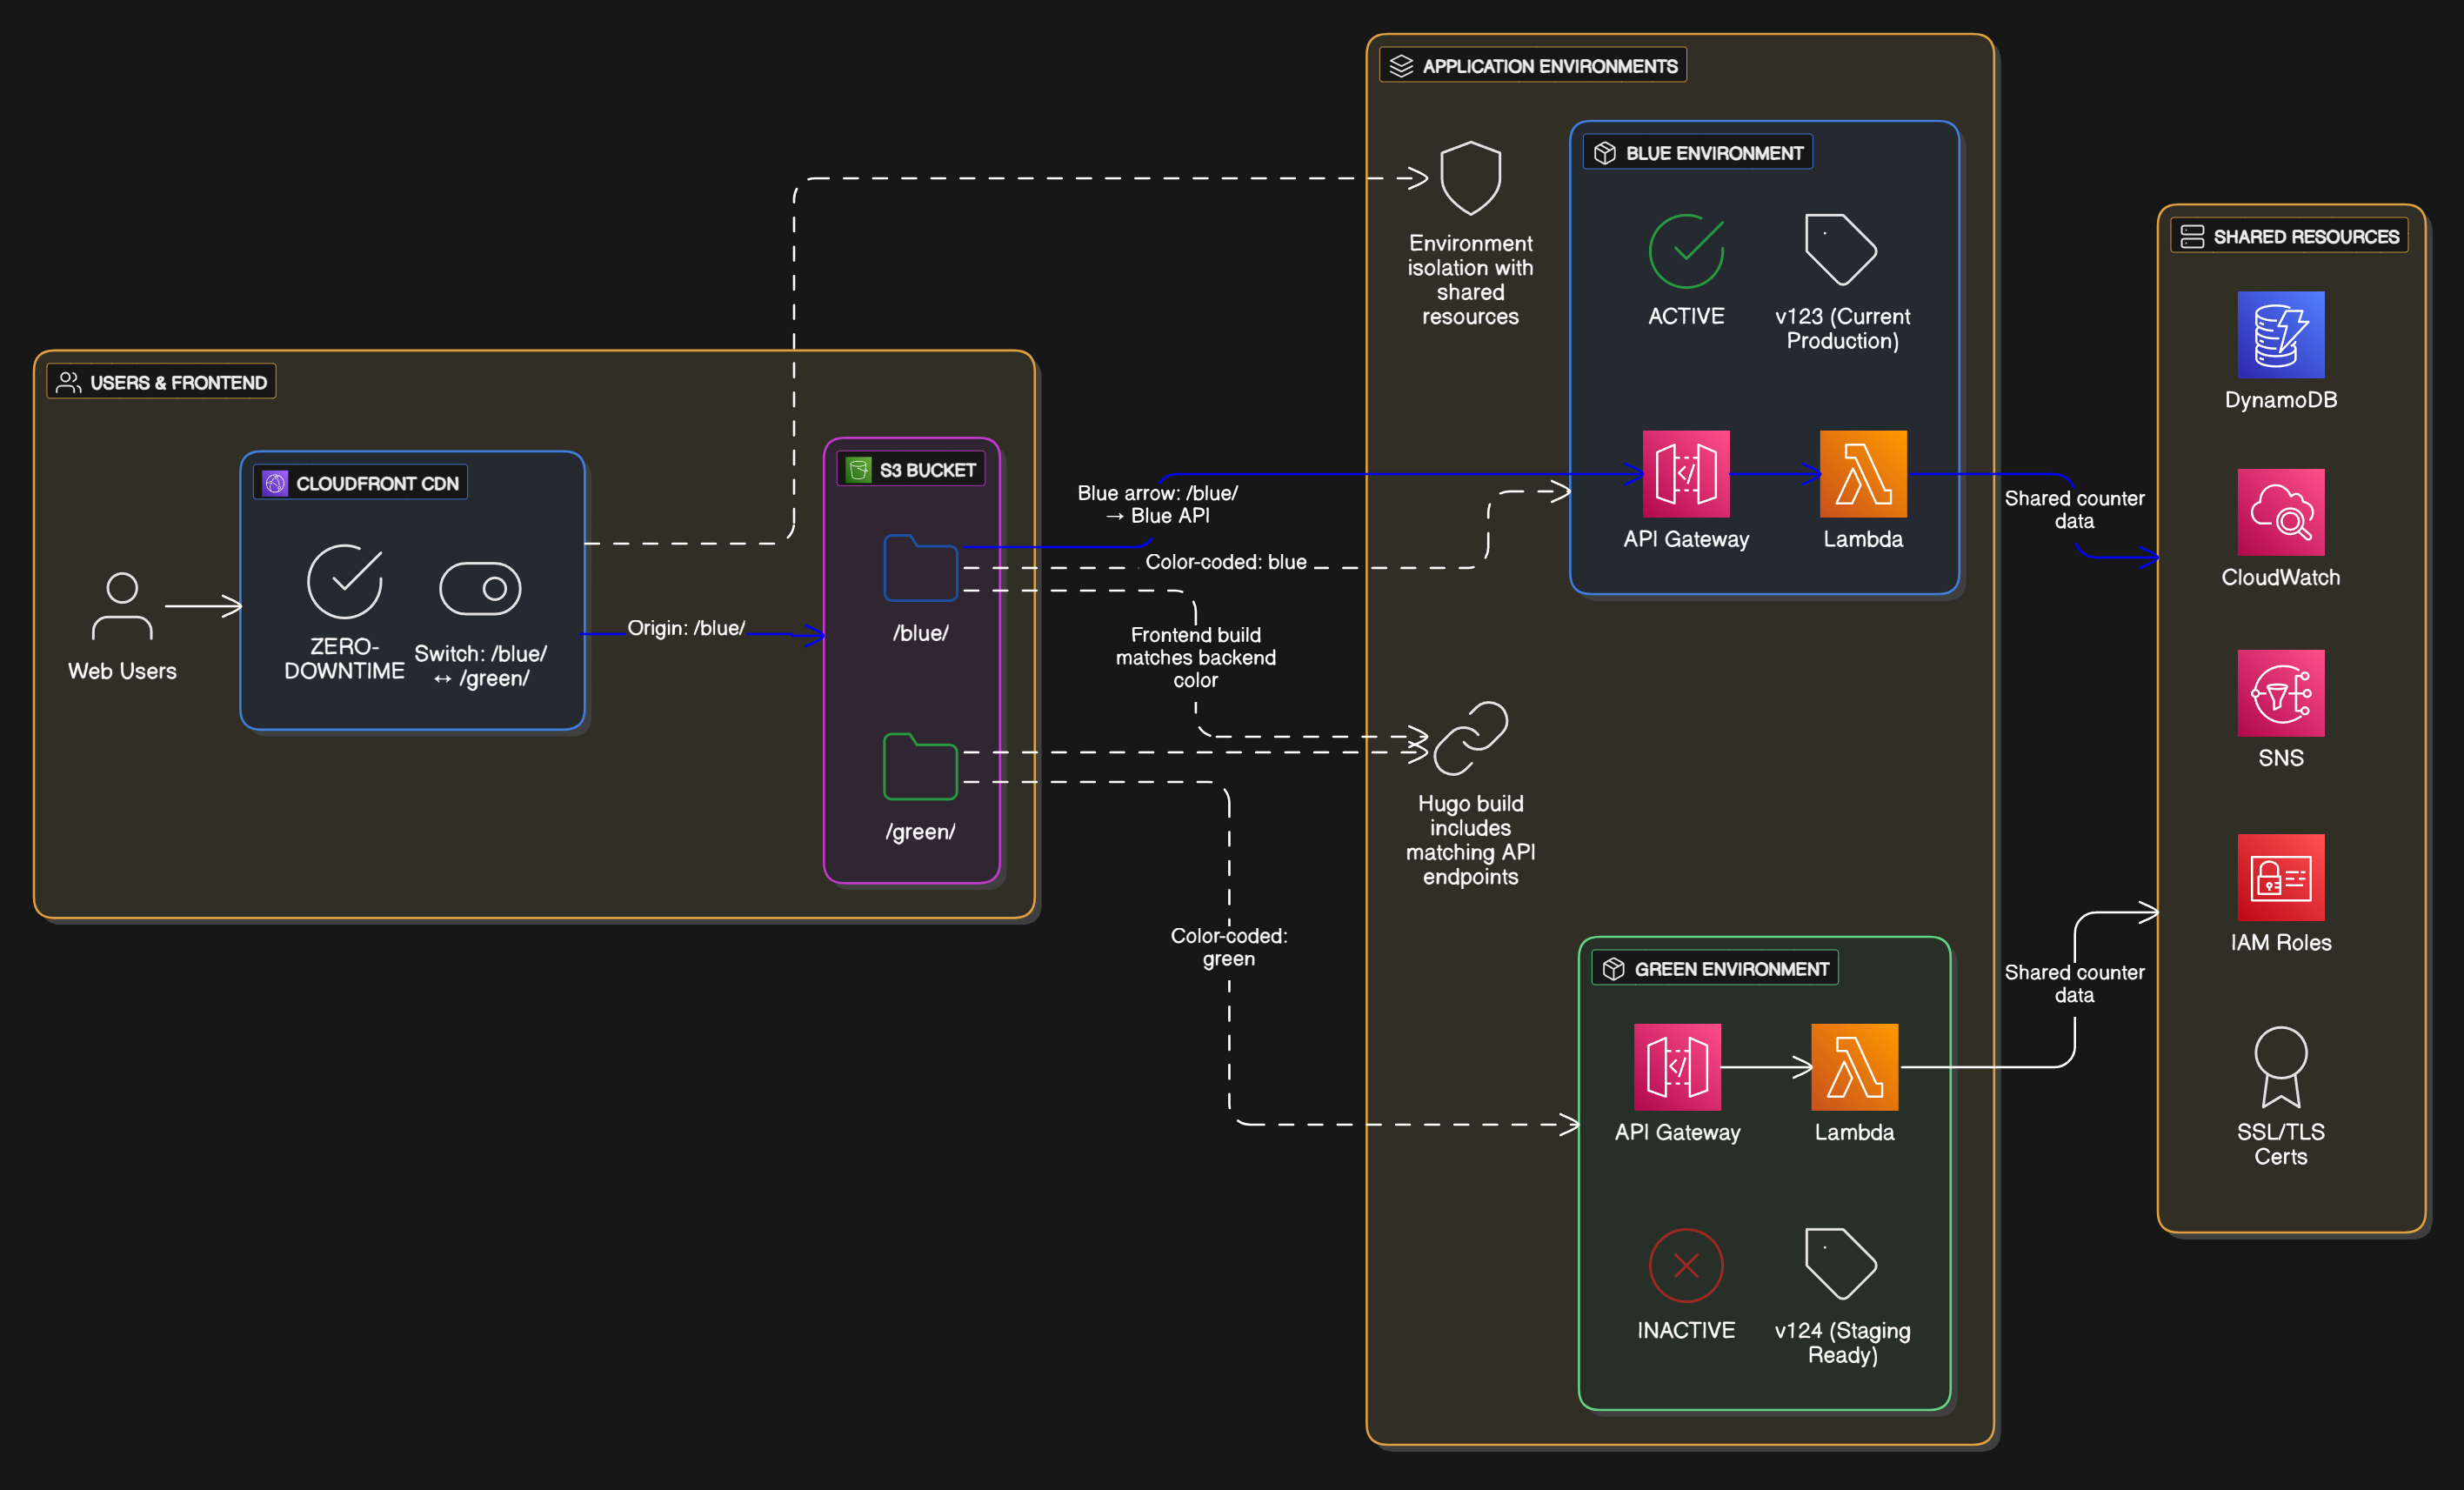 APPLICATION ENVIRONMENTS
BLUE ENVIRONMENT
Environment
isolation with
shared
resources
ACTIVE
v123 (Current
Production)
API Gateway
Lambda
SHARED RESOURCES
DynamoDB
CloudWatch
SNS
IAM Roles
SSL/TLS
Certs
USERS & FRONTEND
CLOUDFRONT CDN
S3 BUCKET
Web Users
ZERO-
DOWNTIME
Switch: /blue/
↔ /green/
Origin: /blue/
/blue/
/green/
Blue arrow: /blue/
→ Blue API
Color-coded: blue
Frontend build
matches backend
color
Shared counter
data
Hugo build
includes
matching API
endpoints
Color-coded:
green
GREEN ENVIRONMENT
API Gateway
Lambda
Shared counter
data
INACTIVE
v124 (Staging
Ready)